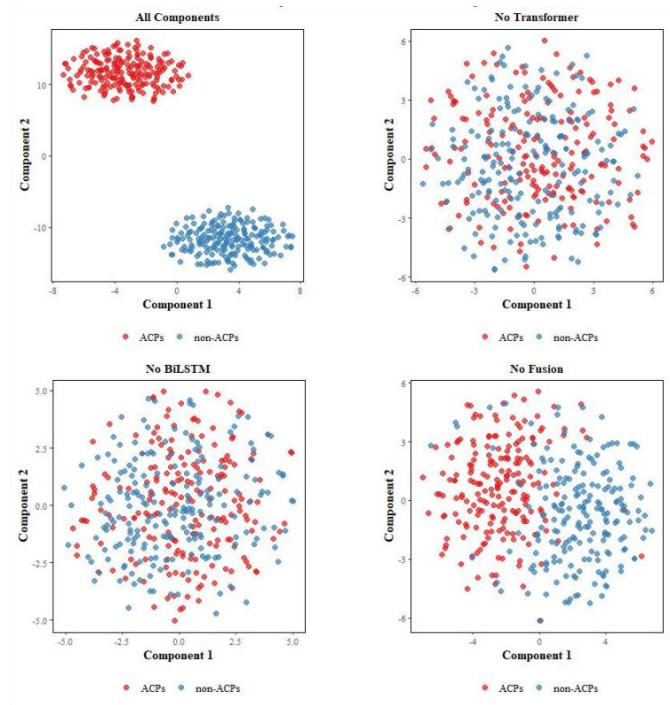 All Components
No Transformer
Component 2
10
0
-10
-8
-4
0
4
8
Component 1
ACPs
non-ACPs
Component 2
6
3
0
-3
-6
-6
-3
0
3
6
Component 1
ACPs
non-ACPs
No BiLSTM
No Fusion
Component 2
5.0
2.5
0.0
-2.5
-5.0
-5.0
-2.5
0.0
2.5
5.0
Component 1
ACPs
non-ACPs
Component 2
6
3
0
-3
-6
-4
0
4
Component 1
ACPs
non-ACPs